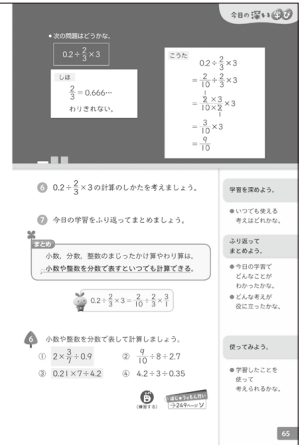 今日の深い学び
● 次の問題はどうかな。
0.2÷2/3×3
しほ
2/3＝0.666…
わりきれない。
こうた
0.2÷2/3×3
＝2/10÷2/3×3
＝2×3/10×2×3
1
1
＝3/10×3
＝9/10
6 0.2÷2/3×3の計算のしかたを考えましょう。
7 今日の学習をふり返ってまとめましょう。
まとめ
小数、分数、整数のまじったかけ算やわり算は、
小数や整数を分数で表すといつでも計算できる。
0.2÷2/3×3＝2/10÷2/3×3/1
6 小数や整数を分数で表して計算しましょう。
① 2×3/7÷0.9
② 9/10÷8÷2.7
③ 0.21×7÷4.2
④ 4.2÷3÷0.35
(練習する)
→249ページ
学習を深めよう。
● いつでも使える
考えはどれかな。
ふり返って
まとめよう。
● 今日の学習で
どんなことが
わかったかな。
● どんな考えが
役に立ったかな。
使ってみよう。
● 学習したことを
使って
考えられるかな。
65